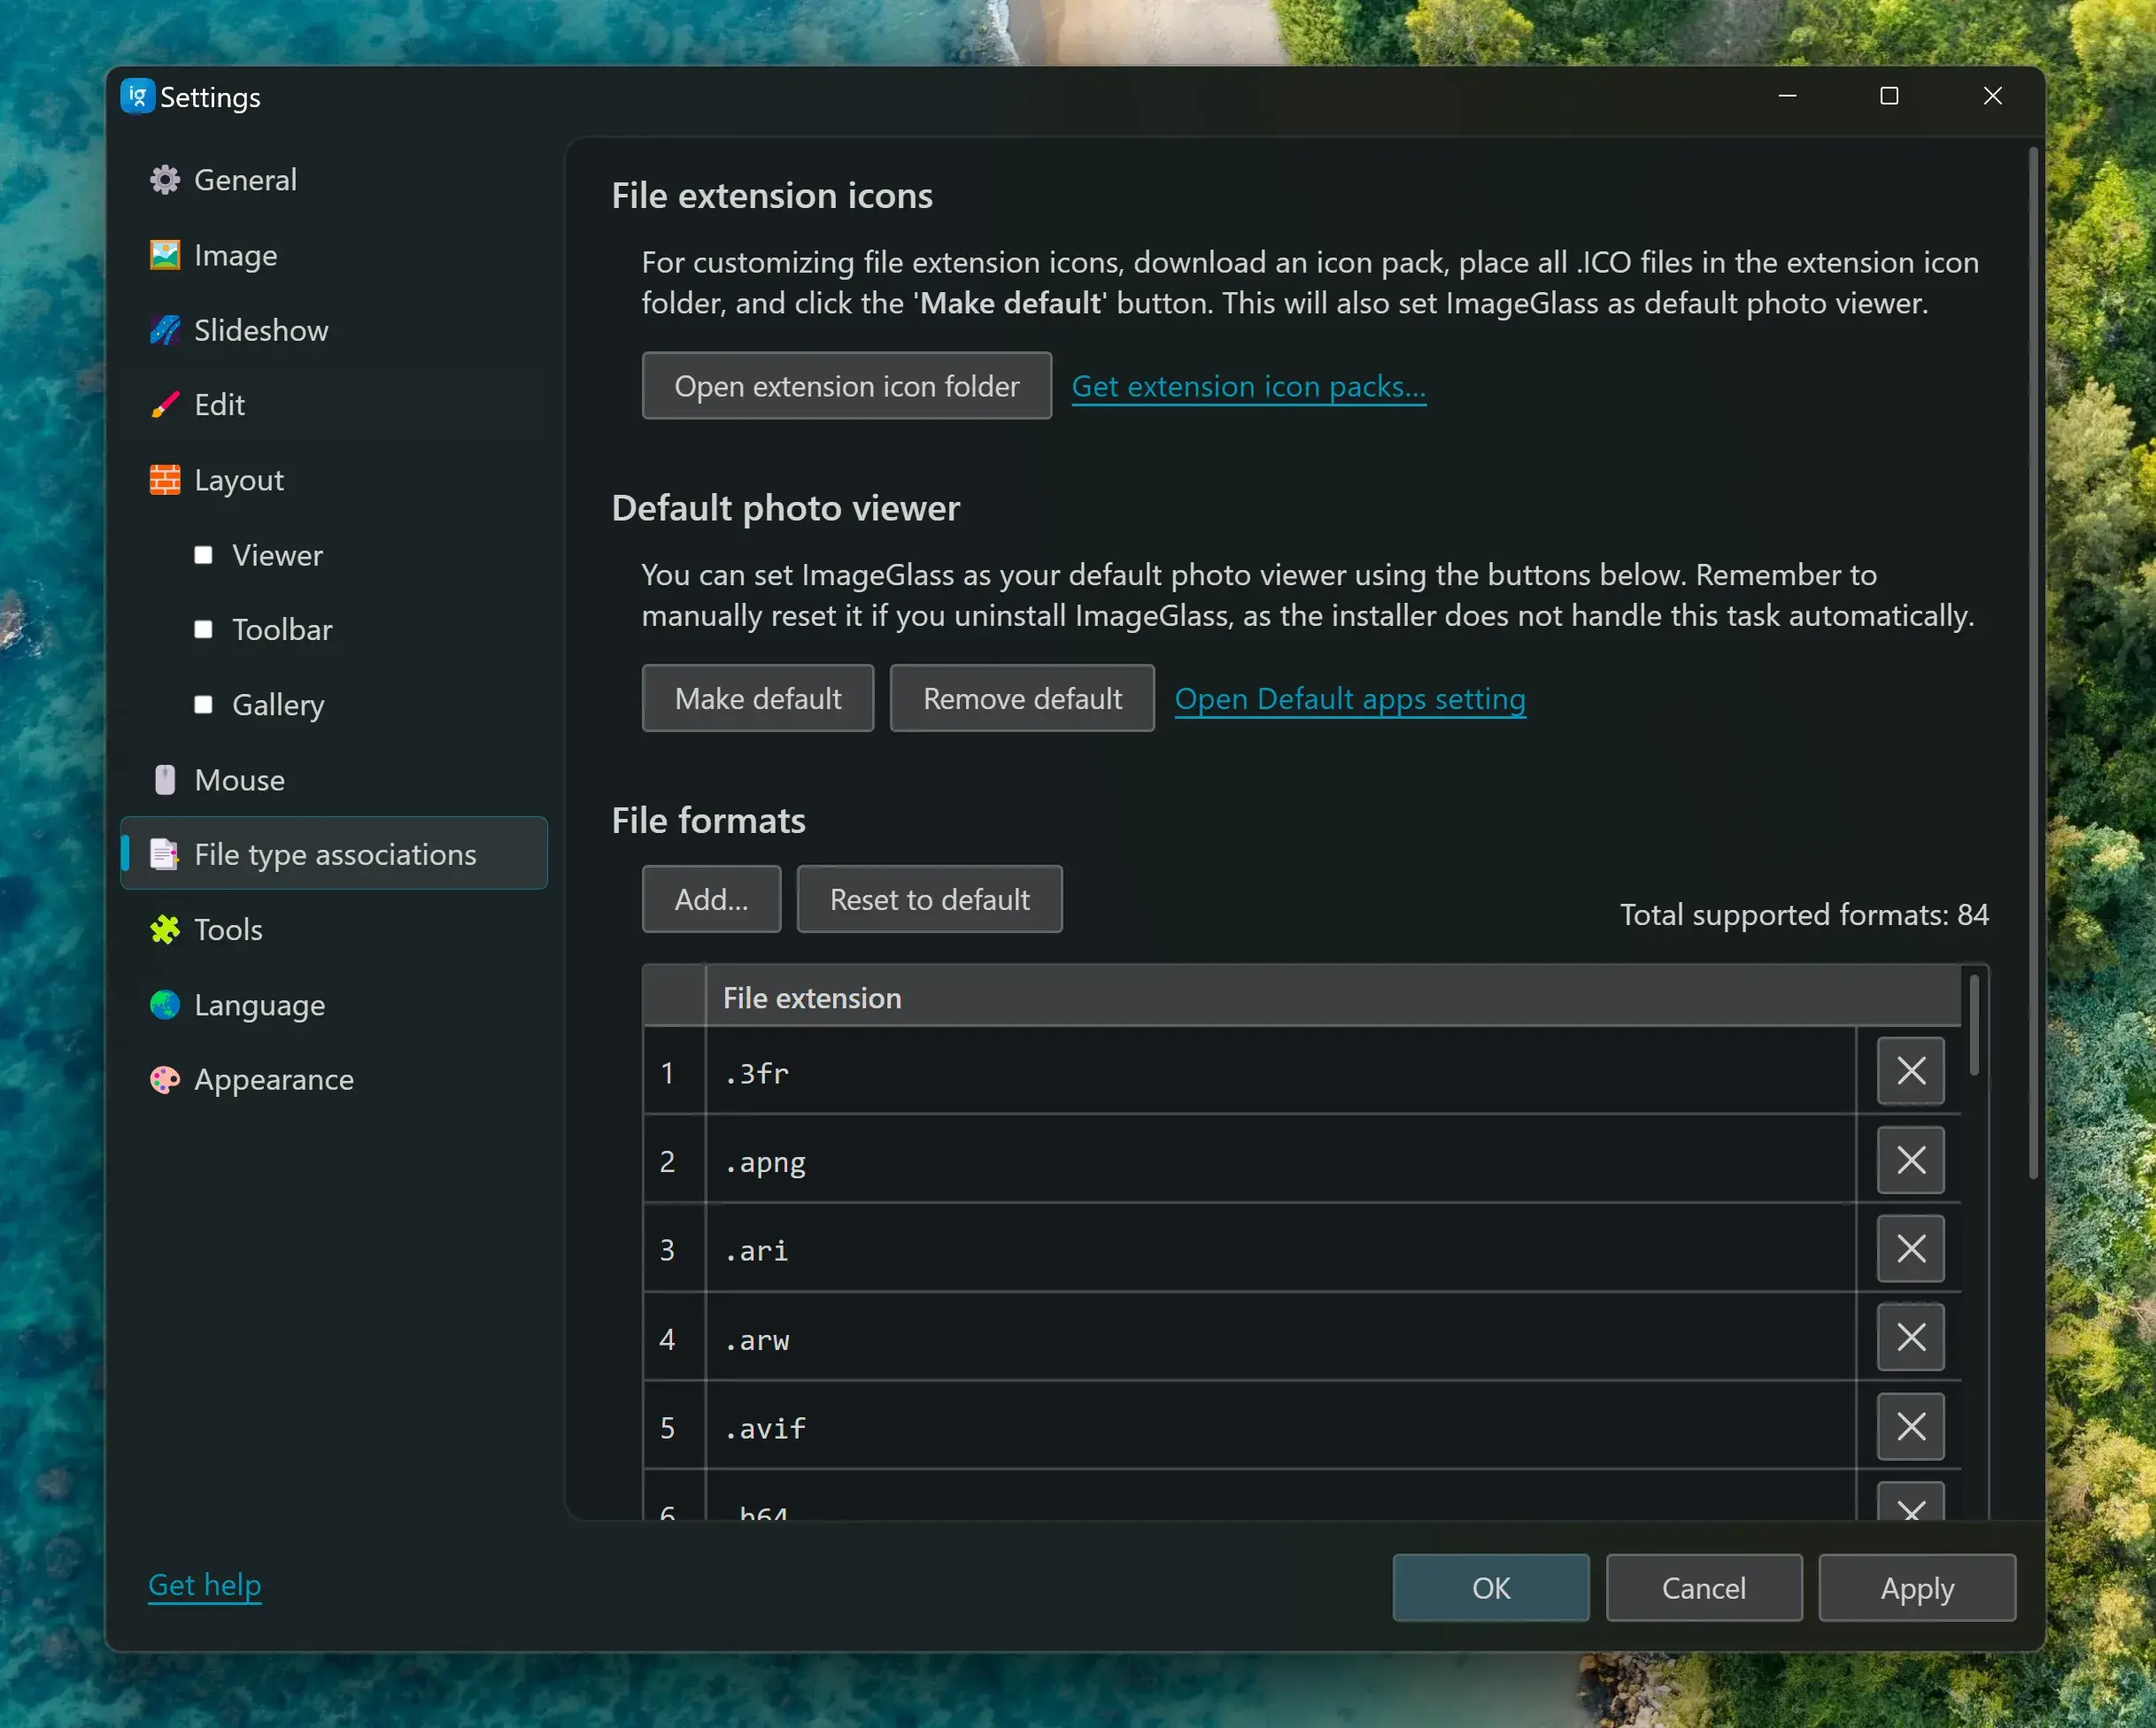 ig Settings
General
Image
Slideshow
Edit
Layout
Viewer
Toolbar
Gallery
Mouse
File type associations
Tools
Language
Appearance
Get help
File extension icons
For customizing file extension icons, download an icon pack, place all .ICO files in the extension icon
folder, and click the 'Make default' button. This will also set ImageGlass as default photo viewer.
Open extension icon folder Get extension icon packs...
Default photo viewer
You can set ImageGlass as your default photo viewer using the buttons below. Remember to
manually reset it if you uninstall ImageGlass, as the installer does not handle this task automatically.
Make default Remove default Open Default apps setting
File formats
Add... Reset to default
Total supported formats: 84
File extension
1 .3fr
2 .apng
3 .ari
4 .arw
5 .avif
6
OK Cancel Apply